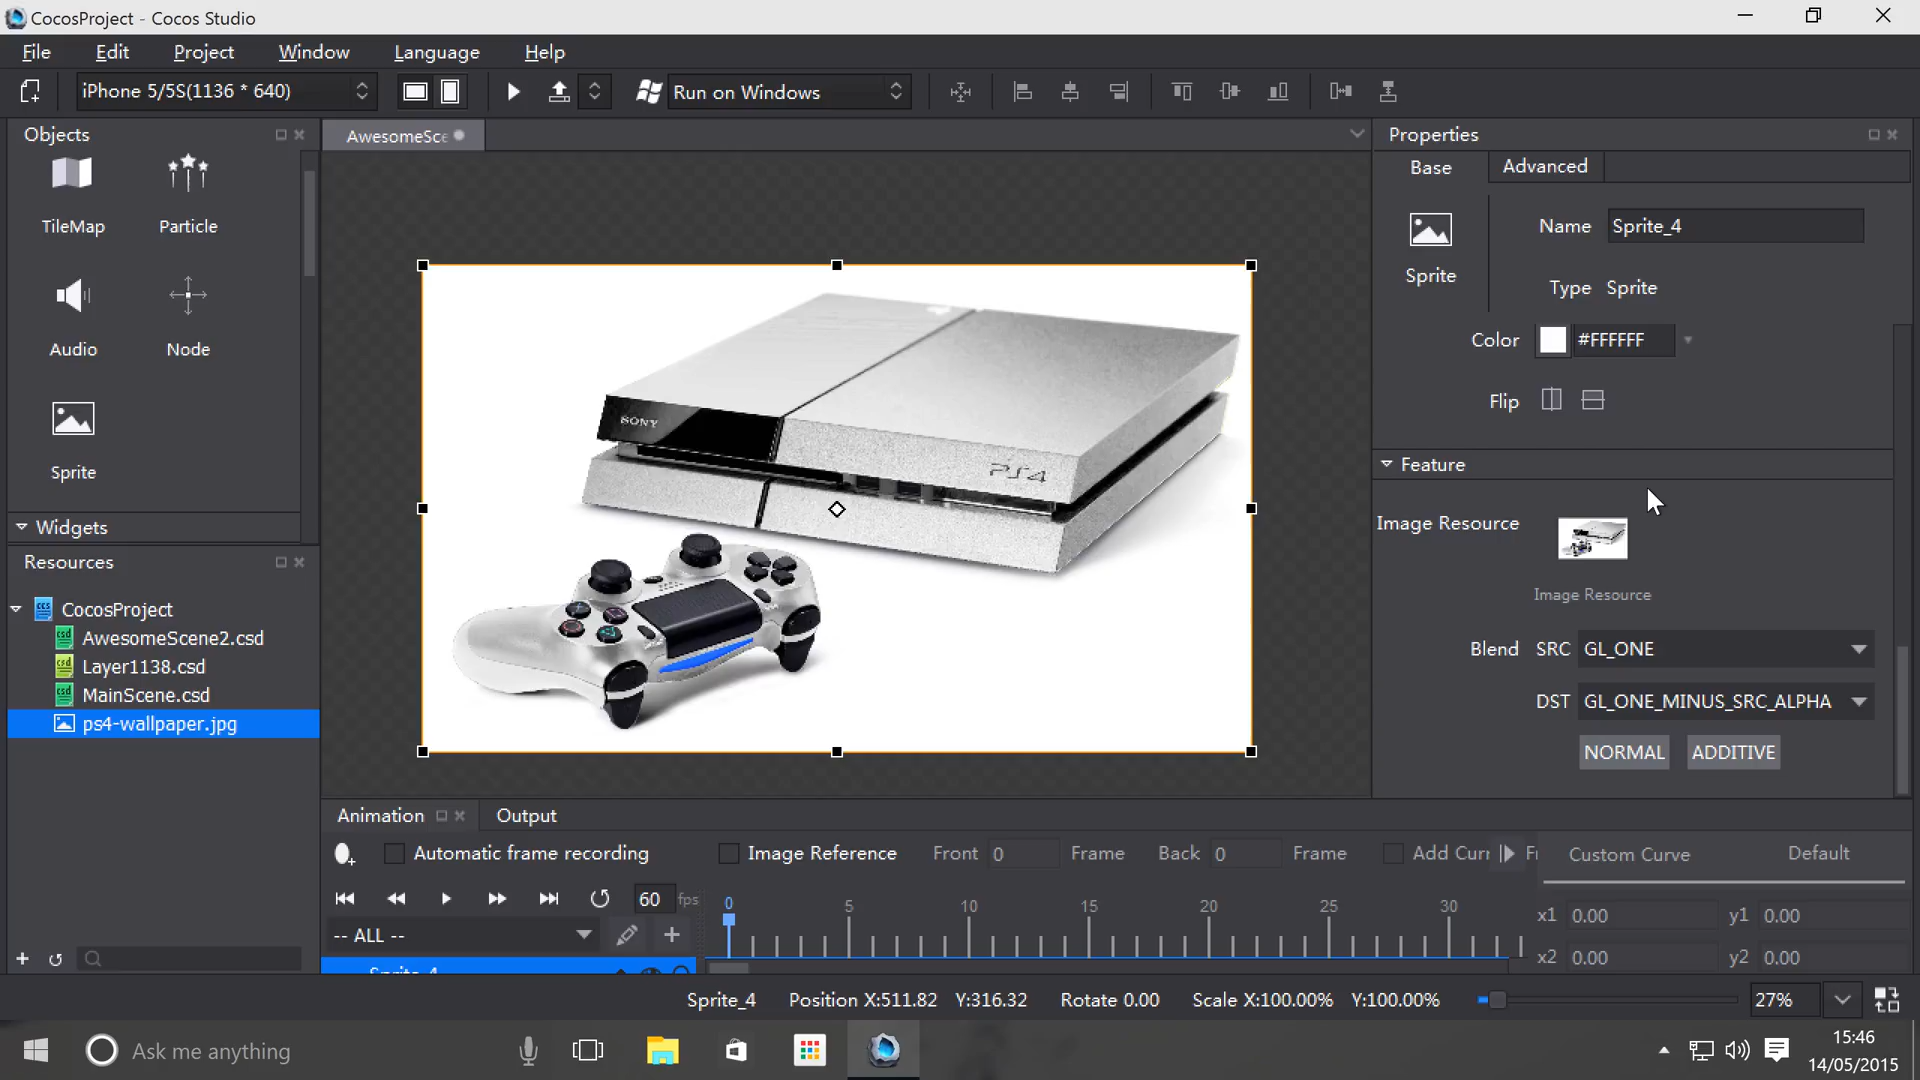 CocosProject - Cocos Studio
File Edit Project Window Language Help
iPhone 5/5S(1136 * 640) Run on Windows
Objects
TileMap Particle
Audio Node
Sprite
Widgets
Resources
CocosProject
AwesomeScene2.csd
Layer1138.csd
MainScene.csd
ps4-wallpaper.jpg
AwesomeSce
SONY
PS4
Properties
Base Advanced
Sprite
Name Sprite_4
Type Sprite
Color #FFFFFF
Flip
Feature
Image Resource
Image Resource
Blend SRC GL_ONE
DST GL_ONE_MINUS_SRC_ALPHA
NORMAL ADDITIVE
Animation Output
Automatic frame recording Image Reference Front 0 Frame Back 0 Frame Add Curr Fr Custom Curve Default
60 fps 0 5 10 15 20 25 30
x1 0.00 y1 0.00
-- ALL --
x2 0.00 y2 0.00
Sprite_4
Sprite_4 Position X:511.82 Y:316.32 Rotate 0.00 Scale X:100.00% Y:100.00% 27%
Ask me anything
15:46
14/05/2015